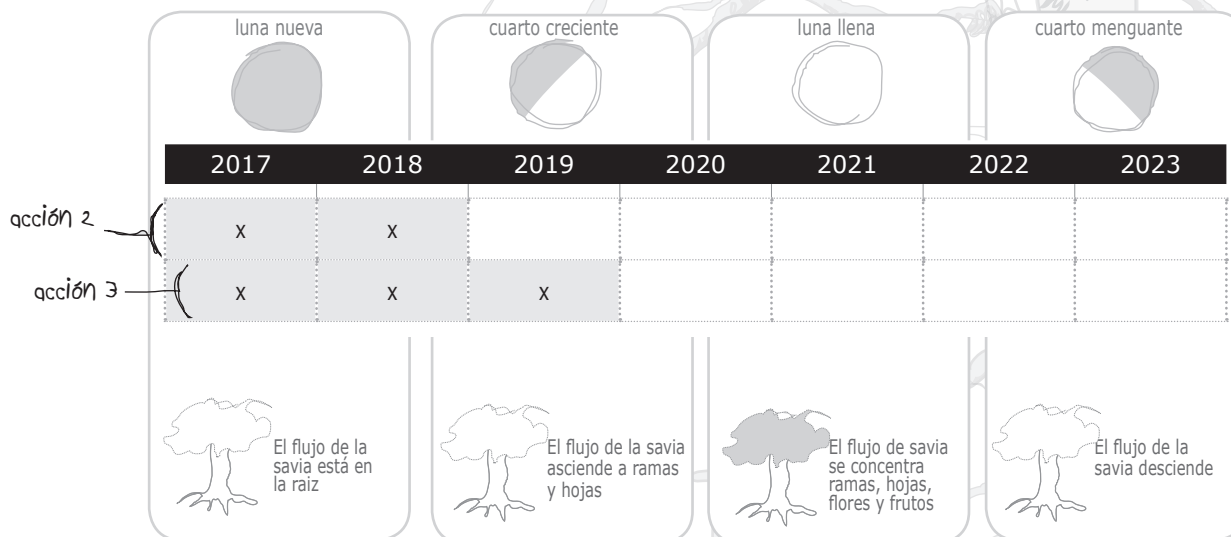 luna nueva
cuarto creciente
luna llena
cuarto menguante
2017 2018 2019 2020 2021 2022 2023
acción 2
x x
acción 3
x x x
El flujo de la
savia está en
la raiz
El flujo de la savia
asciende a ramas
y hojas
El flujo de savia
se concentra
ramas, hojas,
flores y frutos
El flujo de la
savia desciende